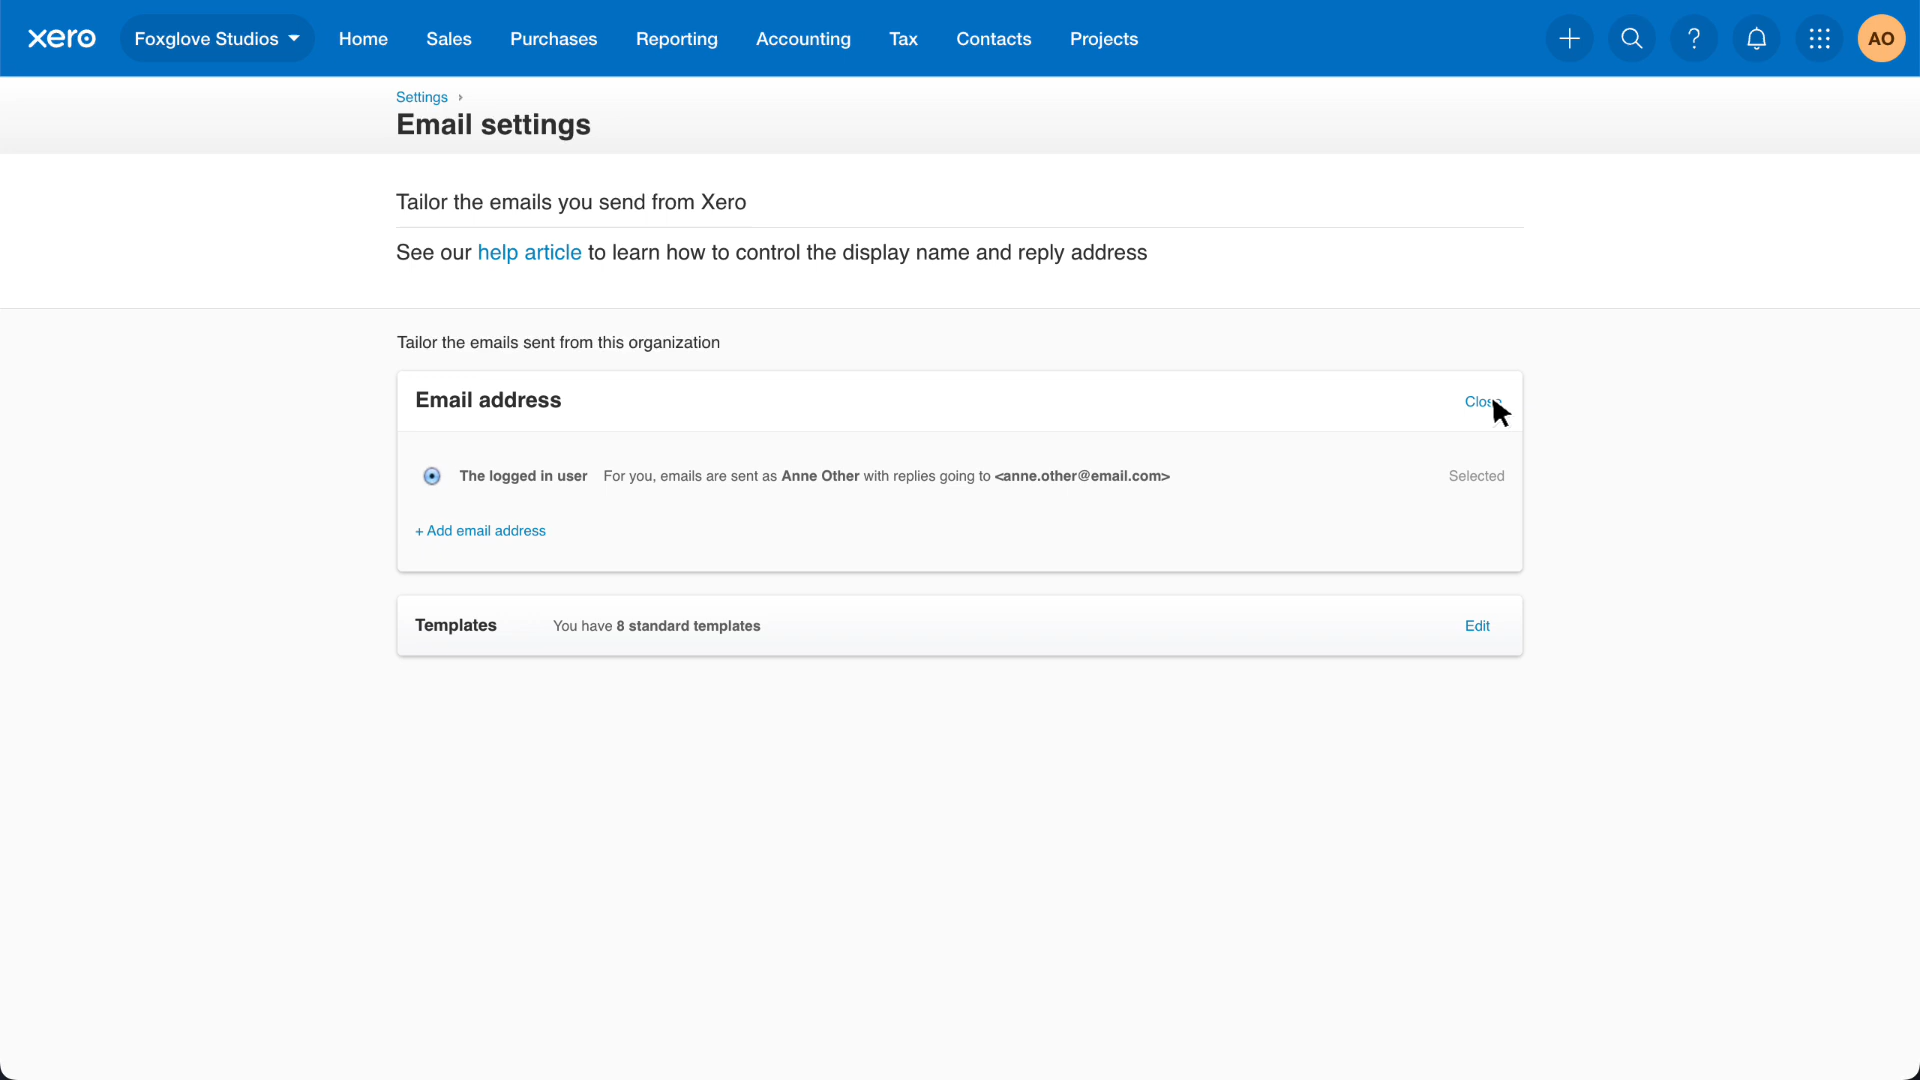 xero Foxglove Studios Home Sales Purchases Reporting Accounting Tax Contacts Projects ? AO
Settings ›
Email settings
Tailor the emails you send from Xero
See our help article to learn how to control the display name and reply address
Tailor the emails sent from this organization
Email address Close
The logged in user For you, emails are sent as Anne Other with replies going to <anne.other@email.com> Selected
+ Add email address
Templates You have 8 standard templates Edit